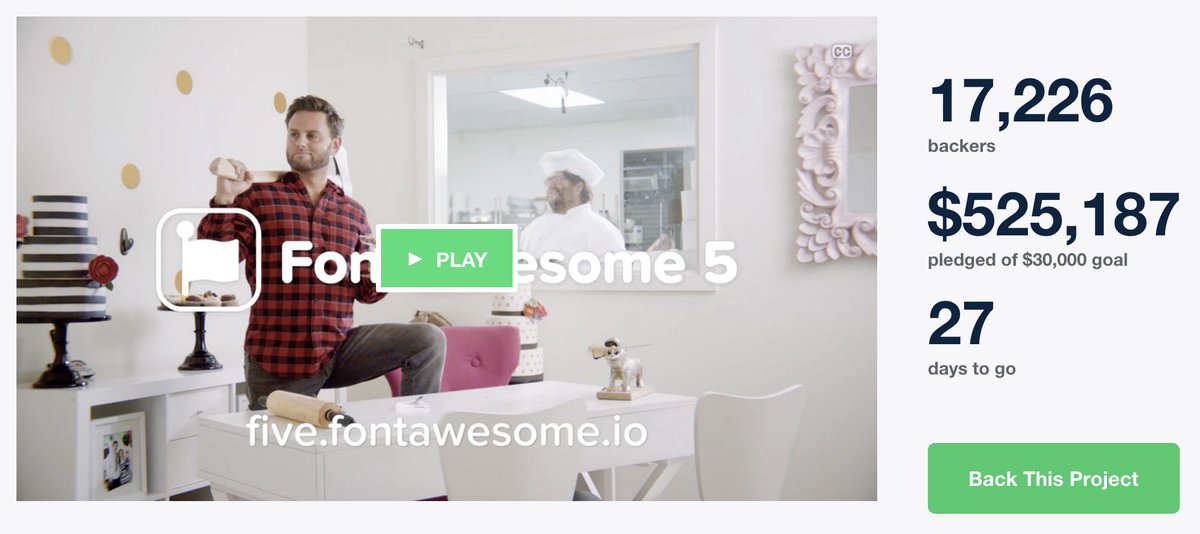 CC
17,226
backers
$525,187
pledged of $30,000 goal
27
days to go
Fon esome 5
PLAY
five.fontawesome.io
Back This Project